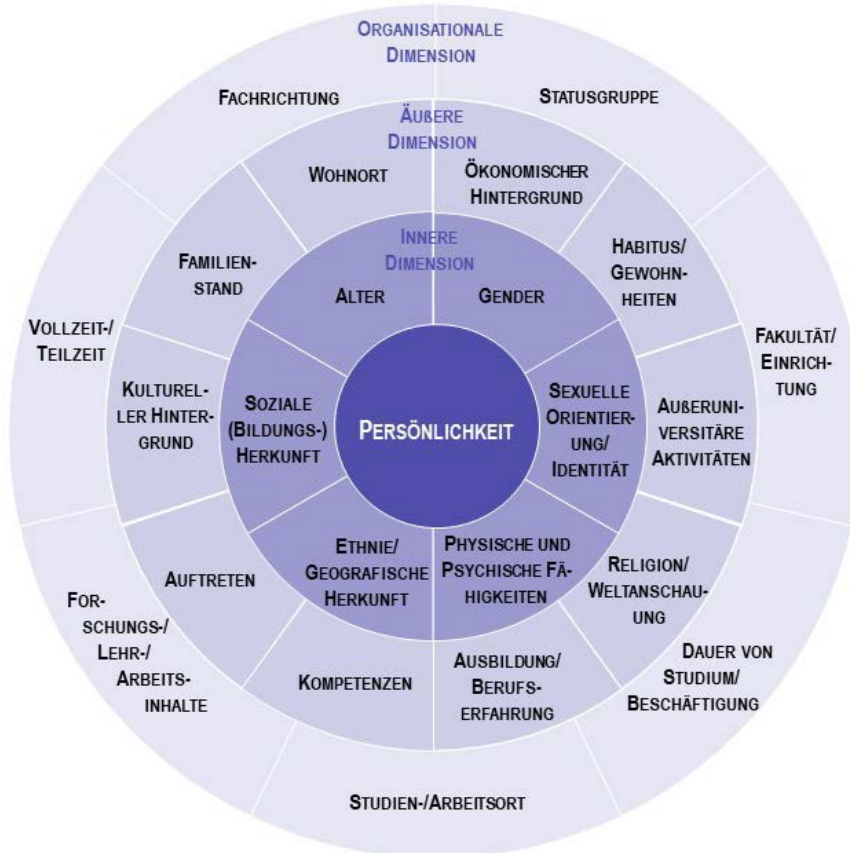 ORGANISATIONALE
DIMENSION
FACHRICHTUNG
STATUSGRUPPE
ÄUßERE
DIMENSION
WOHNORT
ÖKONOMISCHER
HINTERGRUND
INNERE
DIMENSION
FAMILIEN-
STAND
HABITUS/
GEWOHN-
HEITEN
ALTER
GENDER
VOLLZEIT-/
TEILZEIT
FAKULTÄT/
EINRICH-
TUNG
KULTUREL-
LER HINTER-
GRUND
SOZIALE
(BILDUNGS-)
HERKUNFT
PERSÖNLICHKEIT
SEXUELLE
ORIENTIER-
UNG/
IDENTITÄT
AUßERUNI-
VERSITÄRE
AKTIVITÄTEN
ETHNIE/
GEOGRAFISCHE
HERKUNFT
PHYSISCHE UND
PSYCHISCHE FÄ-
HIGKEITEN
AUFTRETEN
RELIGION/
WELTANSCHAU-
UNG
FOR-
SCHUNGS-/
LEHR-/
ARBEITS-
INHALTE
KOMPETENZEN
AUSBILDUNG/
BERUFS-
ERFAHRUNG
DAUER VON
STUDIUM/
BESCHÄFTIGUNG
STUDIEN-/ARBEITSORT